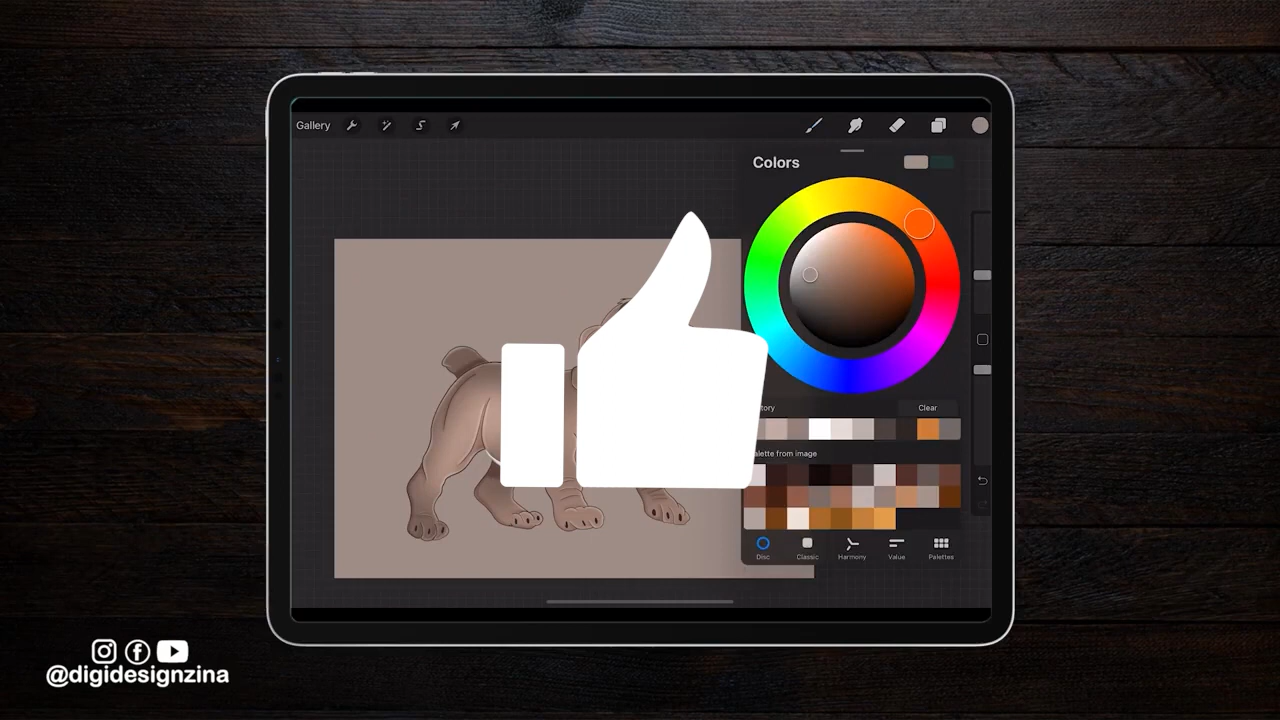 Gallery
Colors
Clear
Disc
Classic
Harmony
Value
Palettes
@digidesignzina